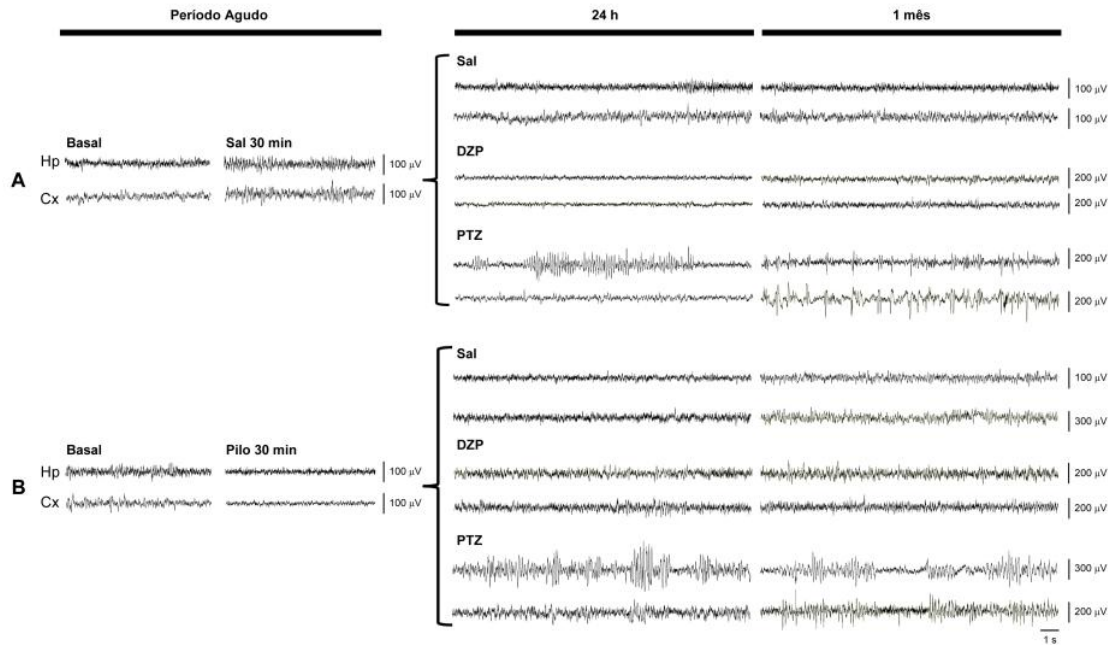 Período Agudo
24 h
1 mês
Sal
100 µV
100 µV
Basal
Sal 30 min
DZP
A
Hp
100 µV
Cx
100 µV
200 µV
200 µV
PTZ
200 µV
200 µV
Sal
100 µV
300 µV
Basal
Pilo 30 min
DZP
B
Hp
100 µV
Cx
100 µV
200 µV
200 µV
PTZ
300 µV
200 µV
1 s